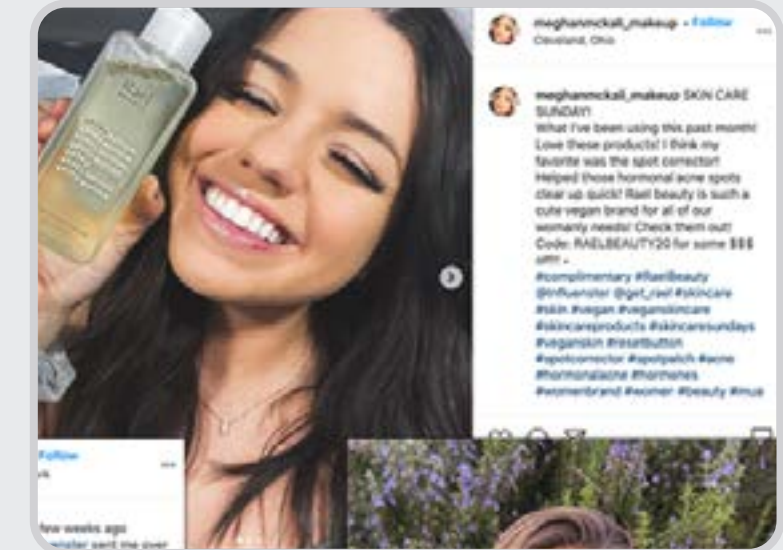 meghanmckall_makeup • Follow
Cleveland, Ohio
meghanmckall_makeup SKIN CARE
SUNDAY!
What I've been using this past month!
Love these products! I think my
favorite was the spot corrector!
Helped those hormonal acne spots
clear up quick! Rael beauty is such a
cute vegan brand for all of our
womanly needs! Check them out!
Code: RAELBEAUTY20 for some $$$
off!! •
#complimentary #RaelBeauty
@Influenster @get_rael #skincare
#skin #vegan #veganskincare
#skincareproducts #skincaresundays
#veganskin #resetbutton
#spotcorrector #spotpatch #acne
#hormonalacne #hormones
#womenbrand #women #beauty #mua
Rael
Follow
few weeks ago
sent me over